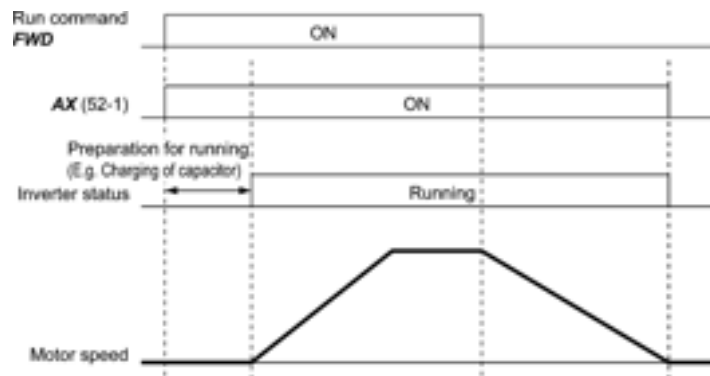 Run command
FWD
ON
AX (52-1)
ON
Preparation for running
(E.g. Charging of capacitor)
Inverter status
Running
Motor speed